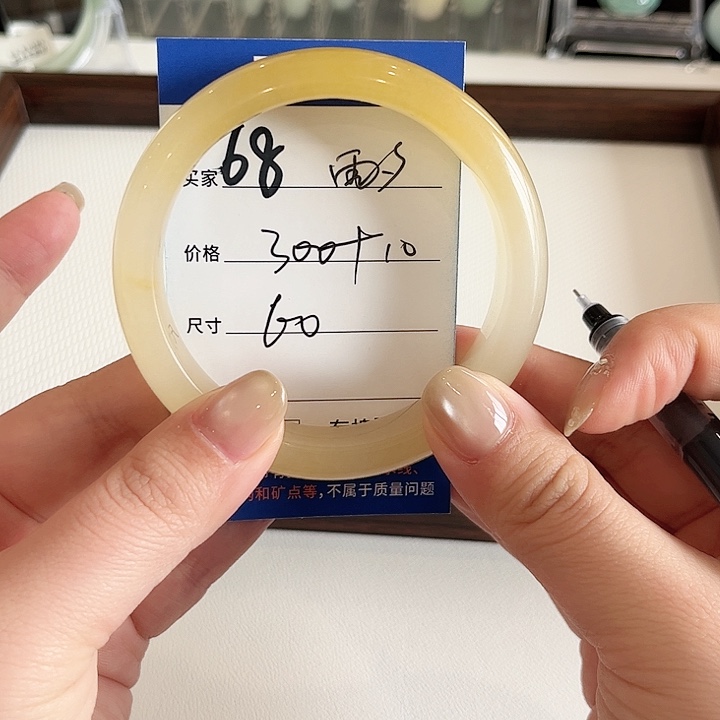 买家 68
价格 300+10
尺寸 60
和矿点等，不属于质量问题